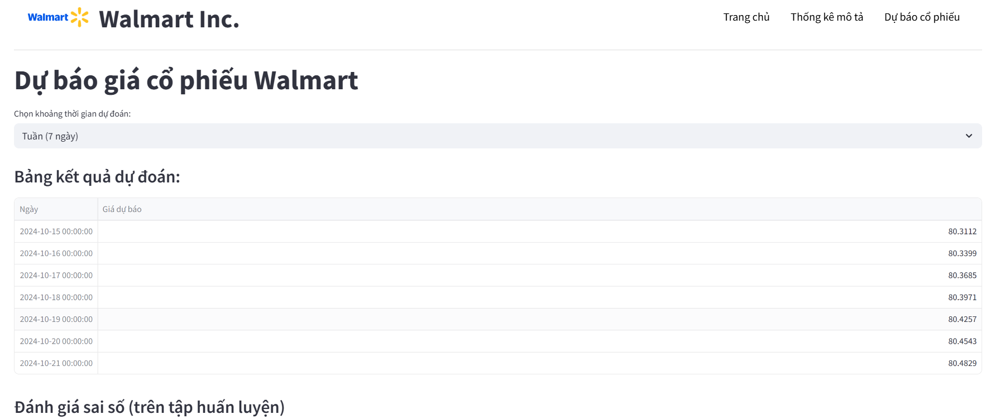 Walmart Walmart Inc. Trang chủ Thống kê mô tả Dự báo cổ phiếu
Dự báo giá cổ phiếu Walmart
Chọn khoảng thời gian dự đoán:
Tuần (7 ngày)
Bảng kết quả dự đoán:
Ngày Giá dự báo
2024-10-15 00:00:00 80.3112
2024-10-16 00:00:00 80.3399
2024-10-17 00:00:00 80.3685
2024-10-18 00:00:00 80.3971
2024-10-19 00:00:00 80.4257
2024-10-20 00:00:00 80.4543
2024-10-21 00:00:00 80.4829
Đánh giá sai số (trên tập huấn luyện)